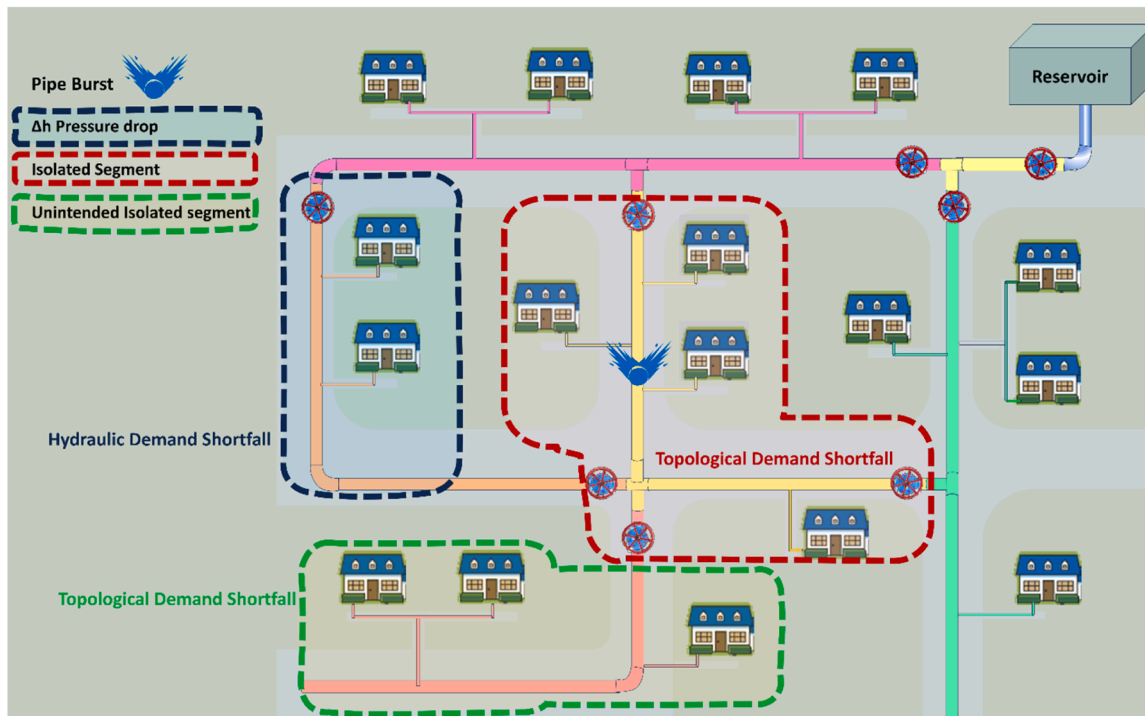 Reservoir
Pipe Burst
Δh Pressure drop
Isolated Segment
Unintended Isolated segment
Hydraulic Demand Shortfall
Topological Demand Shortfall
Topological Demand Shortfall